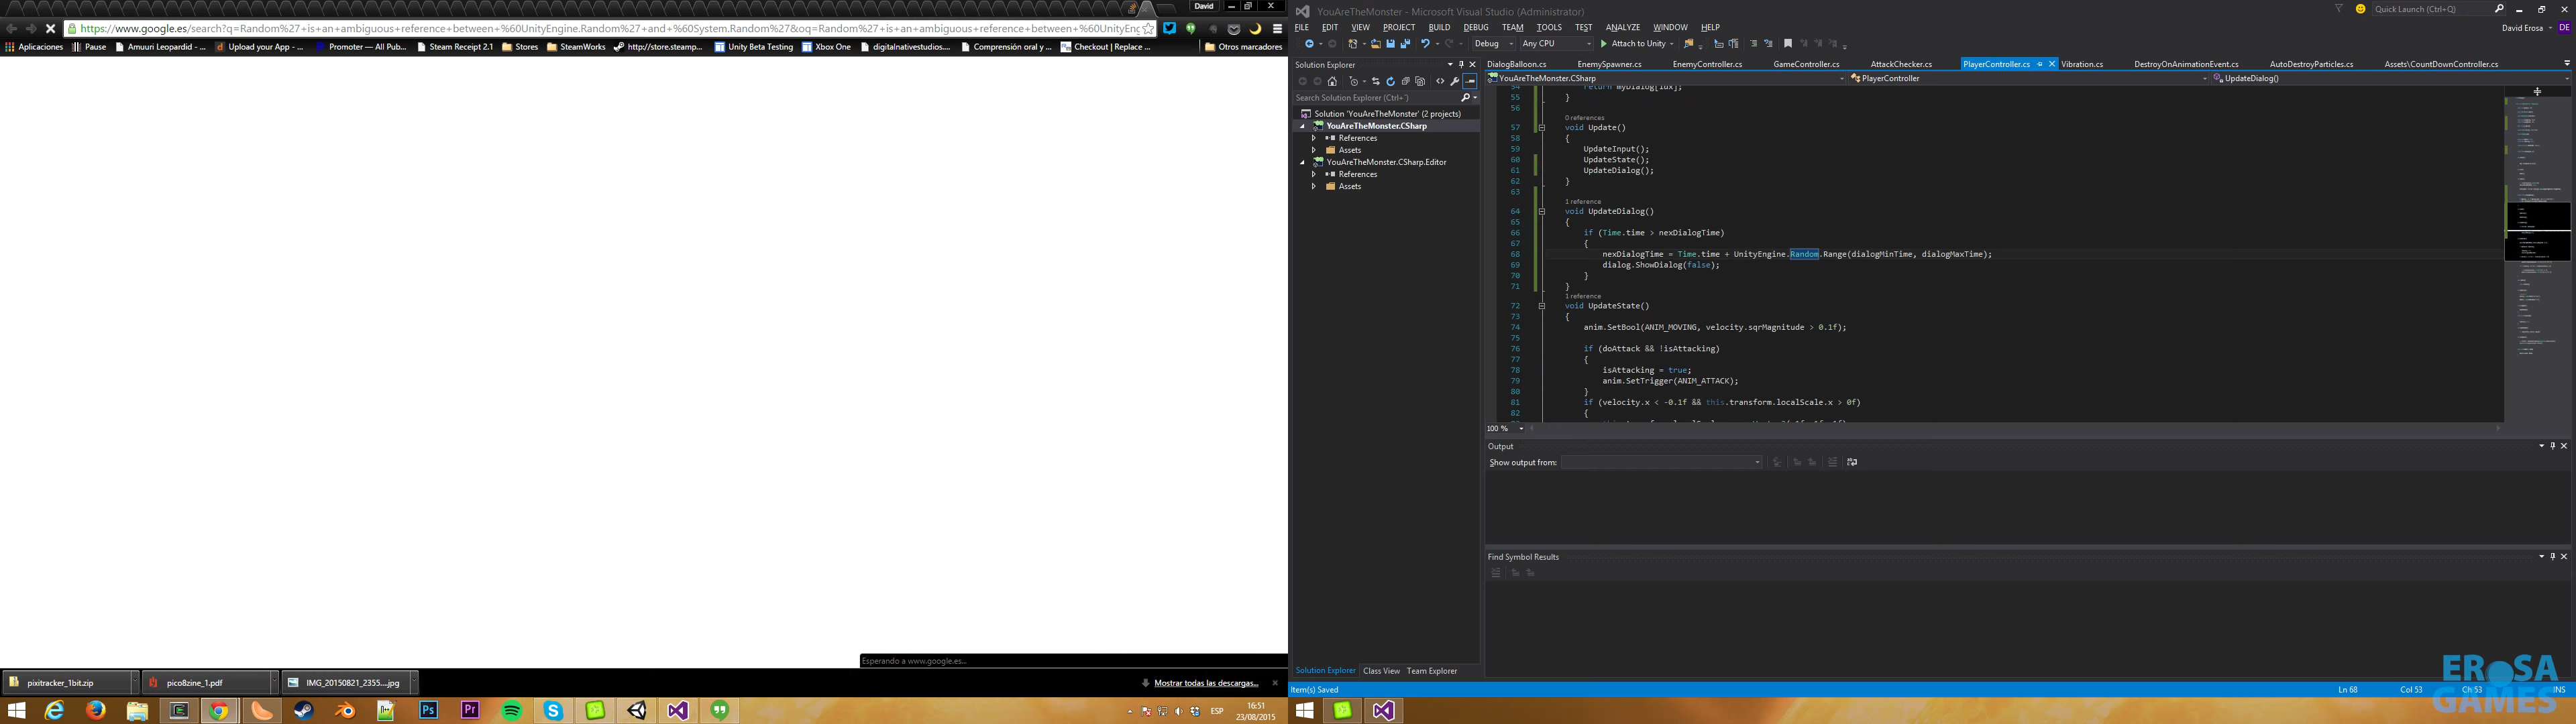 David
https://www.google.es/search?q=Random%27+is+an+ambiguous+reference+between+%60UnityEngine.Random%27+and+%60System.Random%27&oq=Random%27+is+an+ambiguous+reference+between+%60UnityEng
Aplicaciones Pause Amuuri Leopardid - ... Upload your App - ... Promoter — All Pub... Steam Receipt 2.1 Stores SteamWorks http://store.steamp... Unity Beta Testing Xbox One digitalnativestudios.... Comprensión oral y ... Checkout | Replace ... Otros marcadores
Esperando a www.google.es...
pixitracker_1bit.zip pico8zine_1.pdf IMG_20150821_2355....jpg Mostrar todas las descargas...
ESP 16:51
23/08/2015
YouAreTheMonster - Microsoft Visual Studio (Administrator) Quick Launch (Ctrl+Q)
FILE EDIT VIEW PROJECT BUILD DEBUG TEAM TOOLS TEST ANALYZE WINDOW HELP David Erosa DE
Debug Any CPU Attach to Unity
Solution Explorer
Search Solution Explorer (Ctrl+´)
Solution 'YouAreTheMonster' (2 projects)
YouAreTheMonster.CSharp
References
Assets
YouAreTheMonster.CSharp.Editor
References
Assets
Solution Explorer Class View Team Explorer
DialogBalloon.cs EnemySpawner.cs EnemyController.cs GameController.cs AttackChecker.cs PlayerController.cs Vibration.cs DestroyOnAnimationEvent.cs AutoDestroyParticles.cs Assets\CountDownController.cs
YouAreTheMonster.CSharp PlayerController UpdateDialog()
54 return myDialog[idx];
55 }
56
0 references
57 void Update()
58 {
59 UpdateInput();
60 UpdateState();
61 UpdateDialog();
62 }
63
1 reference
64 void UpdateDialog()
65 {
66 if (Time.time > nexDialogTime)
67 {
68 nexDialogTime = Time.time + UnityEngine.Random.Range(dialogMinTime, dialogMaxTime);
69 dialog.ShowDialog(false);
70 }
71 }
1 reference
72 void UpdateState()
73 {
74 anim.SetBool(ANIM_MOVING, velocity.sqrMagnitude > 0.1f);
75
76 if (doAttack && !isAttacking)
77 {
78 isAttacking = true;
79 anim.SetTrigger(ANIM_ATTACK);
80 }
81 if (velocity.x < -0.1f && this.transform.localScale.x > 0f)
82 {
100 %
Output
Show output from:
Find Symbol Results
Item(s) Saved Ln 68 Col 53 Ch 53 INS
EROSA
GAMES